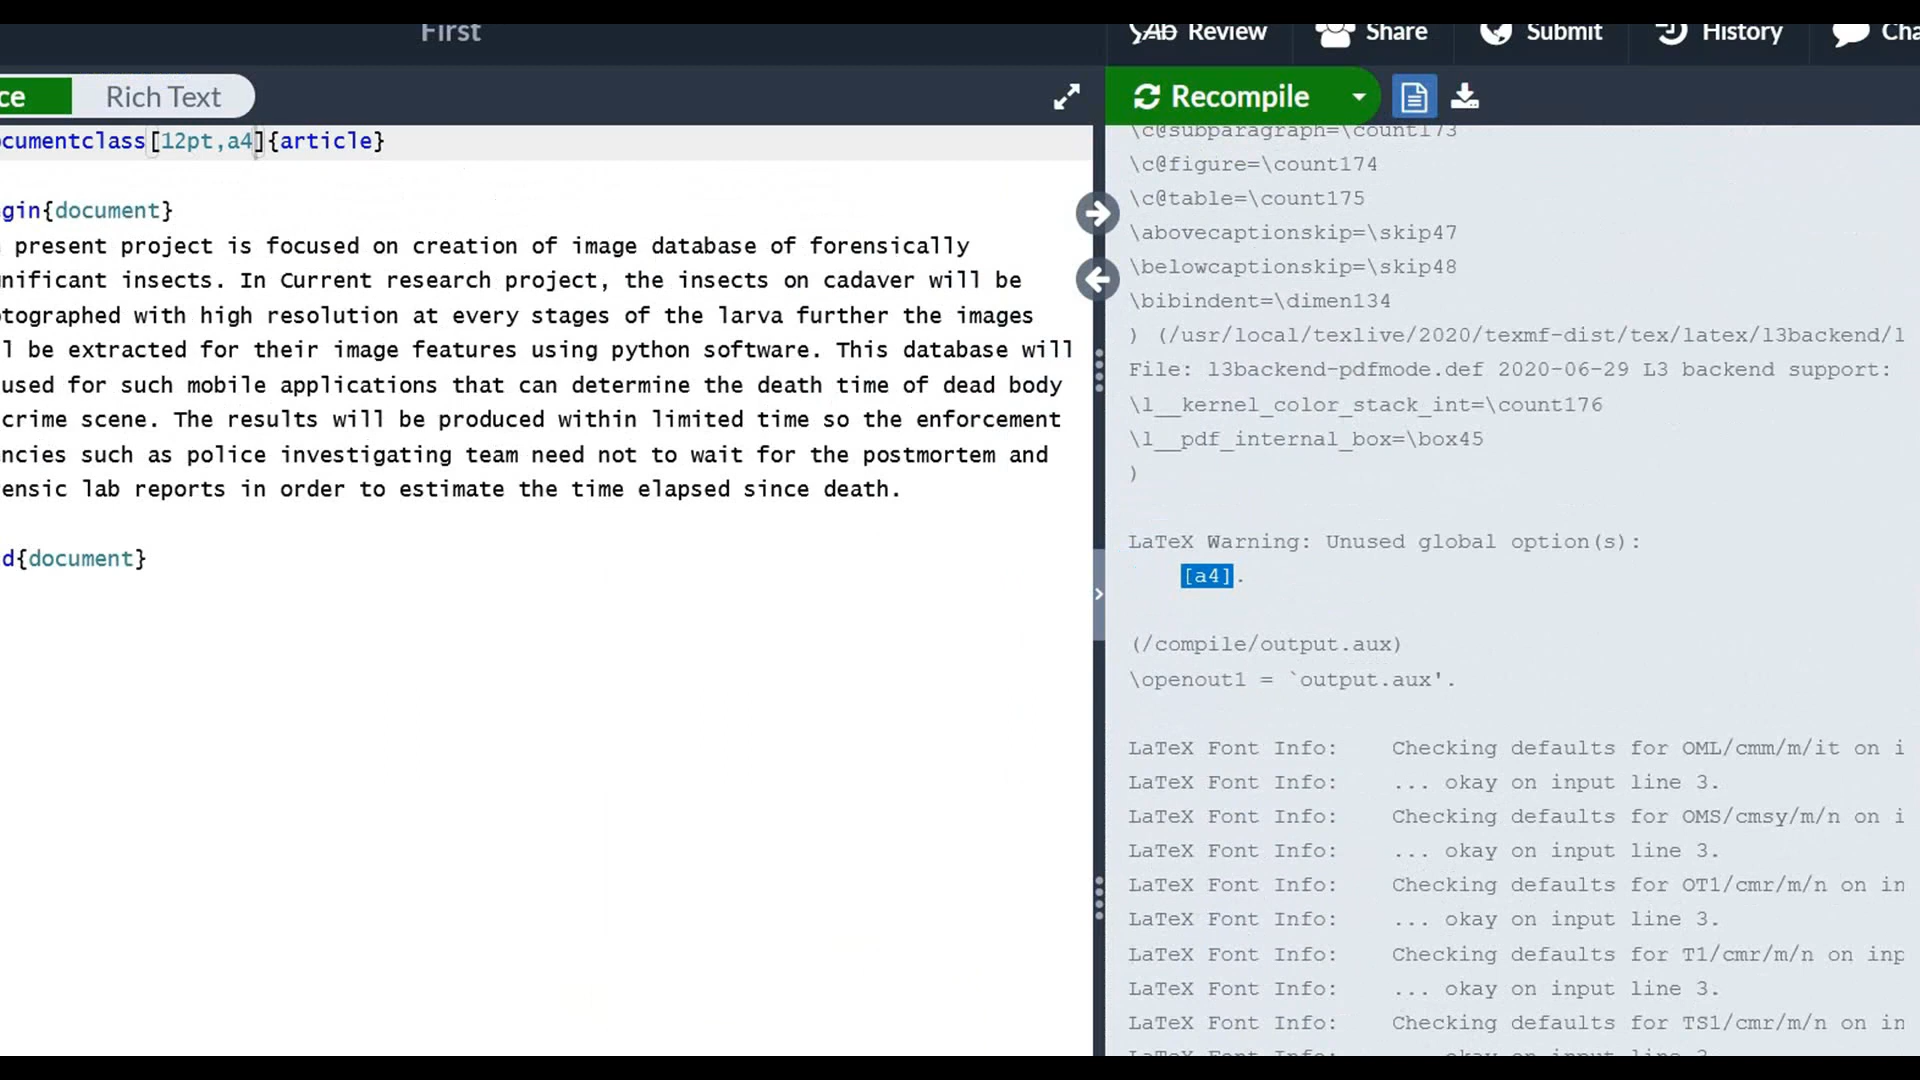 First
Review
Share
Submit
History
Cha
ce
Rich Text
Recompile
cumentclass[12pt,a4]{article}
gin{document}
present project is focused on creation of image database of forensically
nificant insects. In Current research project, the insects on cadaver will be
tographed with high resolution at every stages of the larva further the images
l be extracted for their image features using python software. This database will
used for such mobile applications that can determine the death time of dead body
crime scene. The results will be produced within limited time so the enforcement
ncies such as police investigating team need not to wait for the postmortem and
ensic lab reports in order to estimate the time elapsed since death.
d{document}
\c@subparagraph=\count173
\c@figure=\count174
\c@table=\count175
\abovecaptionskip=\skip47
\belowcaptionskip=\skip48
\bibindent=\dimen134
) (/usr/local/texlive/2020/texmf-dist/tex/latex/l3backend/l
File: l3backend-pdfmode.def 2020-06-29 L3 backend support:
\l__kernel_color_stack_int=\count176
\l__pdf_internal_box=\box45
)
LaTeX Warning: Unused global option(s):
[a4].
(/compile/output.aux)
\openout1 = `output.aux'.
LaTeX Font Info: Checking defaults for OML/cmm/m/it on i
LaTeX Font Info: ... okay on input line 3.
LaTeX Font Info: Checking defaults for OMS/cmsy/m/n on i
LaTeX Font Info: ... okay on input line 3.
LaTeX Font Info: Checking defaults for OT1/cmr/m/n on in
LaTeX Font Info: ... okay on input line 3.
LaTeX Font Info: Checking defaults for T1/cmr/m/n on inp
LaTeX Font Info: ... okay on input line 3.
LaTeX Font Info: Checking defaults for TS1/cmr/m/n on in